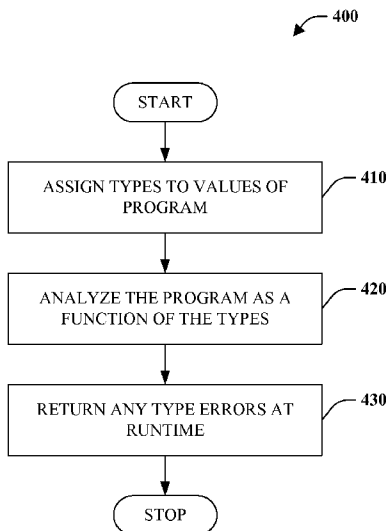 400
START
ASSIGN TYPES TO VALUES OF
PROGRAM
410
ANALYZE THE PROGRAM AS A
FUNCTION OF THE TYPES
420
RETURN ANY TYPE ERRORS AT
RUNTIME
430
STOP